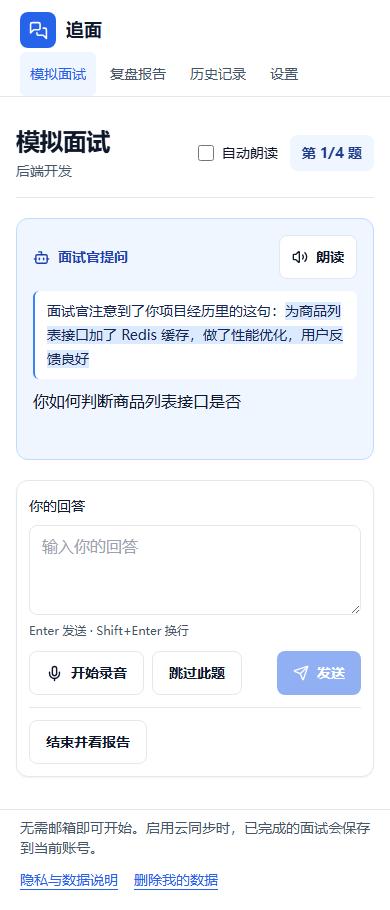 追面
模拟面试 复盘报告 历史记录 设置
模拟面试
后端开发
自动朗读
第 1/4 题
面试官提问
朗读
面试官注意到了你项目经历里的这句：为商品列
表接口加了 Redis 缓存，做了性能优化，用户反
馈良好
你如何判断商品列表接口是否
你的回答
输入你的回答
Enter 发送 · Shift+Enter 换行
开始录音
跳过此题
发送
结束并看报告
无需邮箱即可开始。启用云同步时，已完成的面试会保存
到当前账号。
隐私与数据说明 删除我的数据